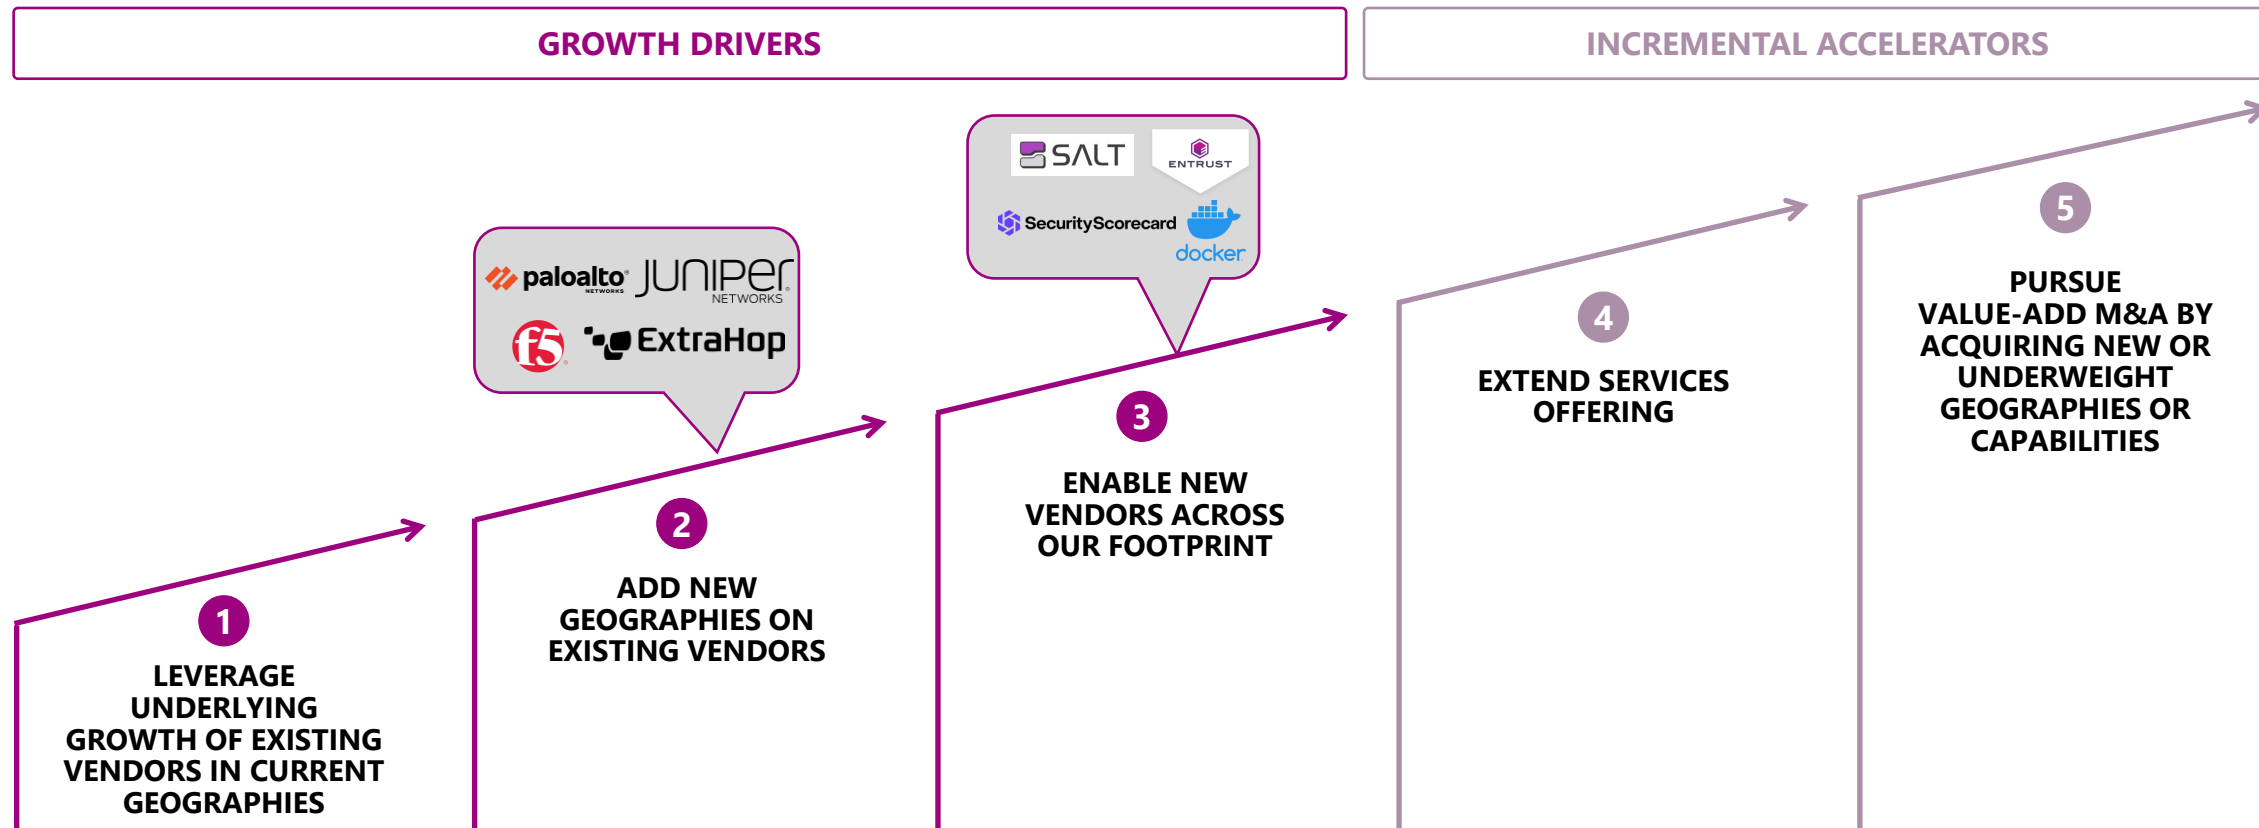 GROWTH DRIVERS
INCREMENTAL ACCELERATORS
1
LEVERAGE
UNDERLYING
GROWTH OF EXISTING
VENDORS IN CURRENT
GEOGRAPHIES
paloalto®
NETWORKS
JUNIPER®
NETWORKS
f5®
ExtraHop
2
ADD NEW
GEOGRAPHIES ON
EXISTING VENDORS
SALT
ENTRUST
SecurityScorecard
docker
3
ENABLE NEW
VENDORS ACROSS
OUR FOOTPRINT
4
EXTEND SERVICES
OFFERING
5
PURSUE
VALUE-ADD M&A BY
ACQUIRING NEW OR
UNDERWEIGHT
GEOGRAPHIES OR
CAPABILITIES